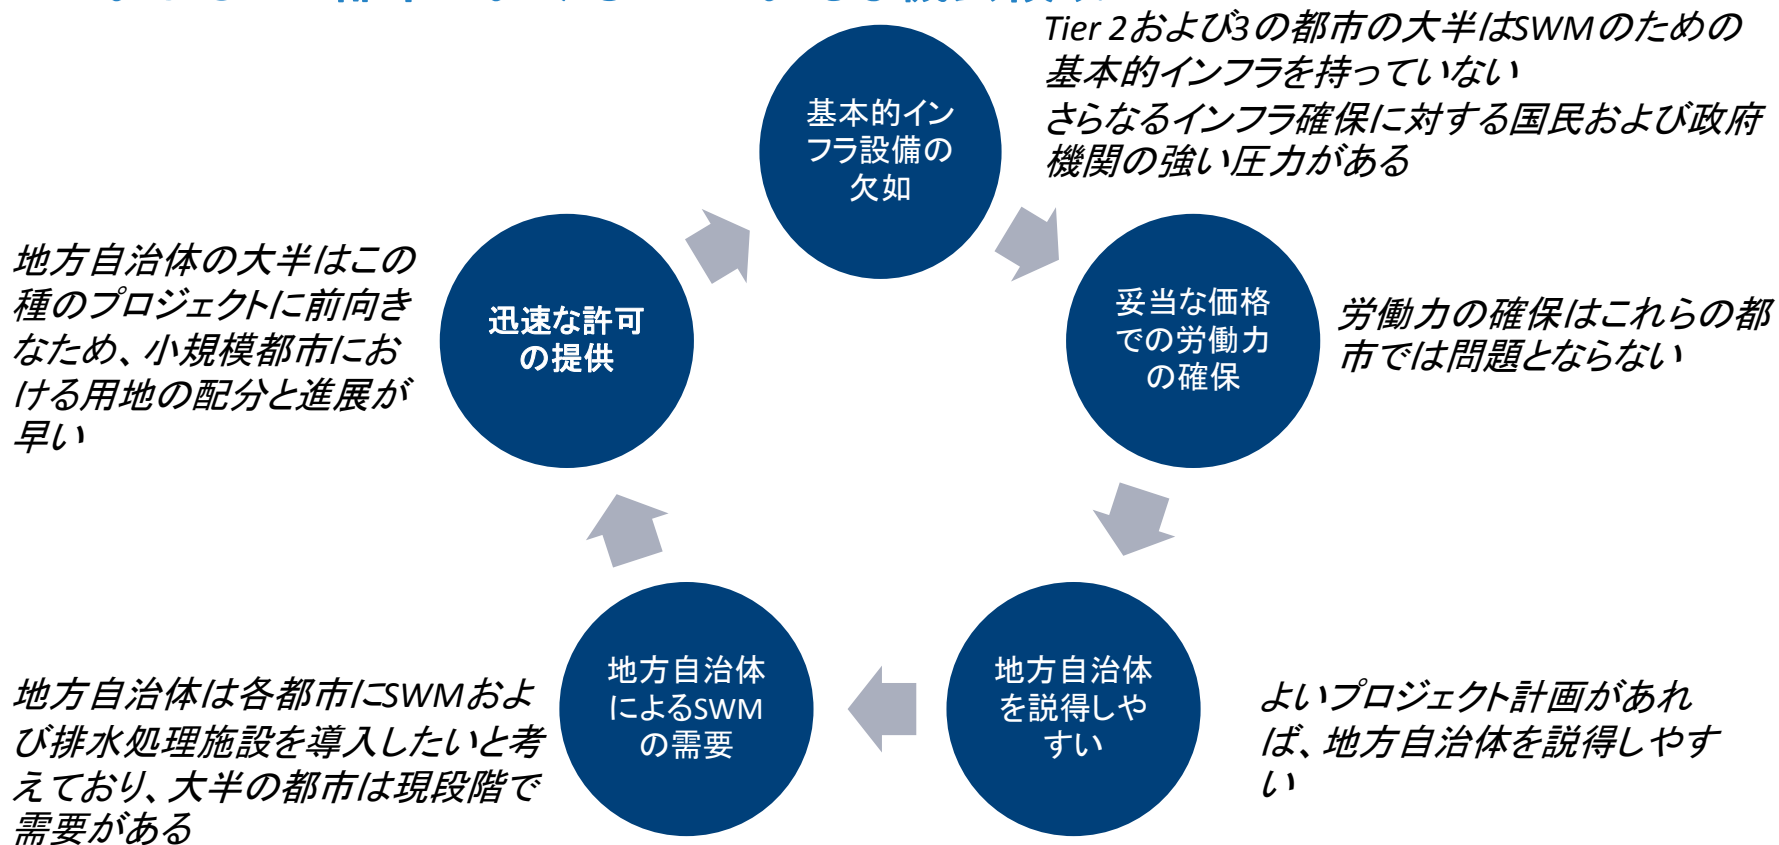 Tier 2および3の都市の大半はSWMのための
基本的インフラを持っていない
さらなるインフラ確保に対する国民および政府
機関の強い圧力がある
基本的イン
フラ設備の
欠如
妥当な価格
での労働力
の確保
労働力の確保はこれらの都
市では問題とならない
地方自治体
を説得しや
すい
よいプロジェクト計画があれ
ば、地方自治体を説得しやす
い
地方自治体
によるSWM
の需要
地方自治体は各都市にSWMおよ
び排水処理施設を導入したいと考
えており、大半の都市は現段階で
需要がある
迅速な許可
の提供
地方自治体の大半はこの
種のプロジェクトに前向き
なため、小規模都市にお
ける用地の配分と進展が
早い